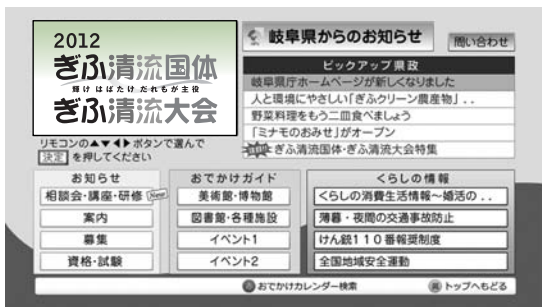 2012
ぎふ清流国体
輝け はばたけ だれもが主役
ぎふ清流大会
リモコンの▲▼◀▶ボタンで選んで
決定 を押してください
岐阜県からのお知らせ
問い合わせ
ピックアップ県政
岐阜県庁ホームページが新しくなりました
人と環境にやさしい「ぎふクリーン農産物」. .
野菜料理をもう二皿食べましょう
「ミナモのおみせ」がオープン
ぎふ清流国体・ぎふ清流大会特集
お知らせ
相談会・講座・研修 New
案内
募集
資格・試験
おでかけガイド
美術館・博物館
図書館・各種施設
イベント1
イベント2
くらしの情報
くらしの消費生活情報~婚活の . .
薄暮・夜間の交通事故防止
けん銃110番報奨制度
全国地域安全運動
おでかけカレンダー検索
トップへもどる